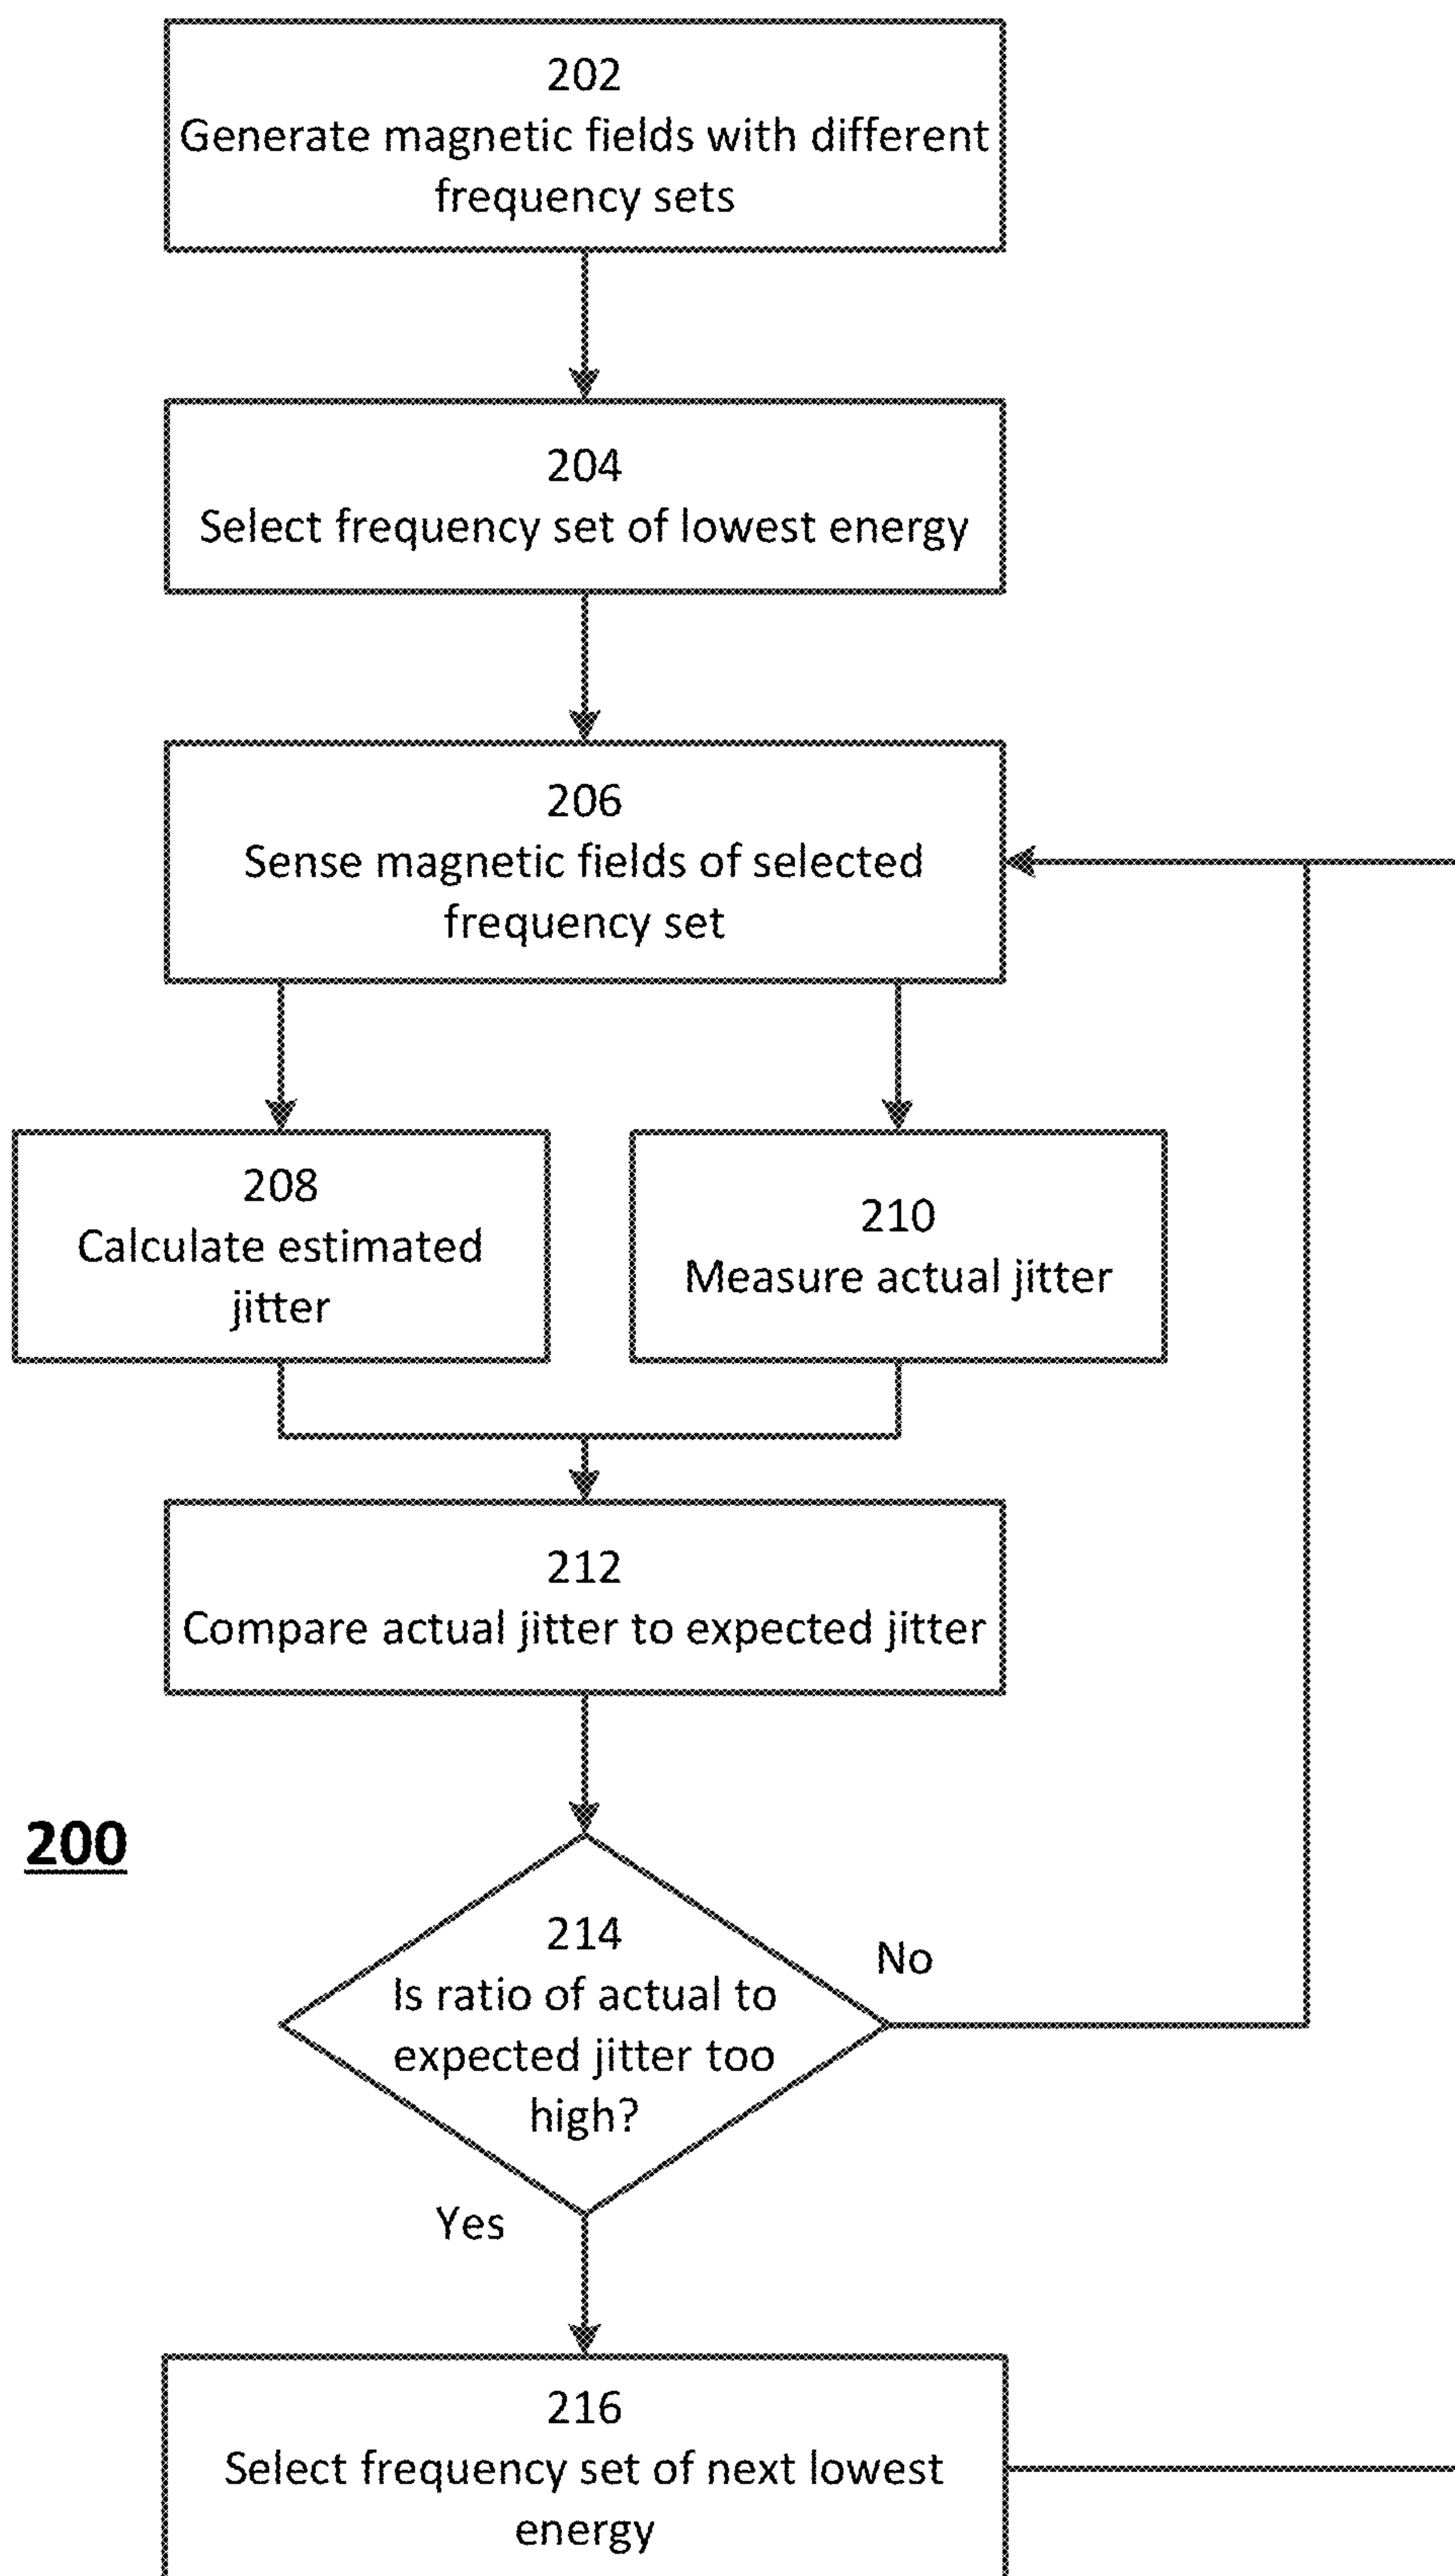 202
Generate magnetic fields with different
frequency sets
204
Select frequency set of lowest energy
206
Sense magnetic fields of selected
frequency set
208
Calculate estimated
jitter
210
Measure actual jitter
212
Compare actual jitter to expected jitter
200
214
Is ratio of actual to
expected jitter too
high?
No
Yes
216
Select frequency set of next lowest
energy